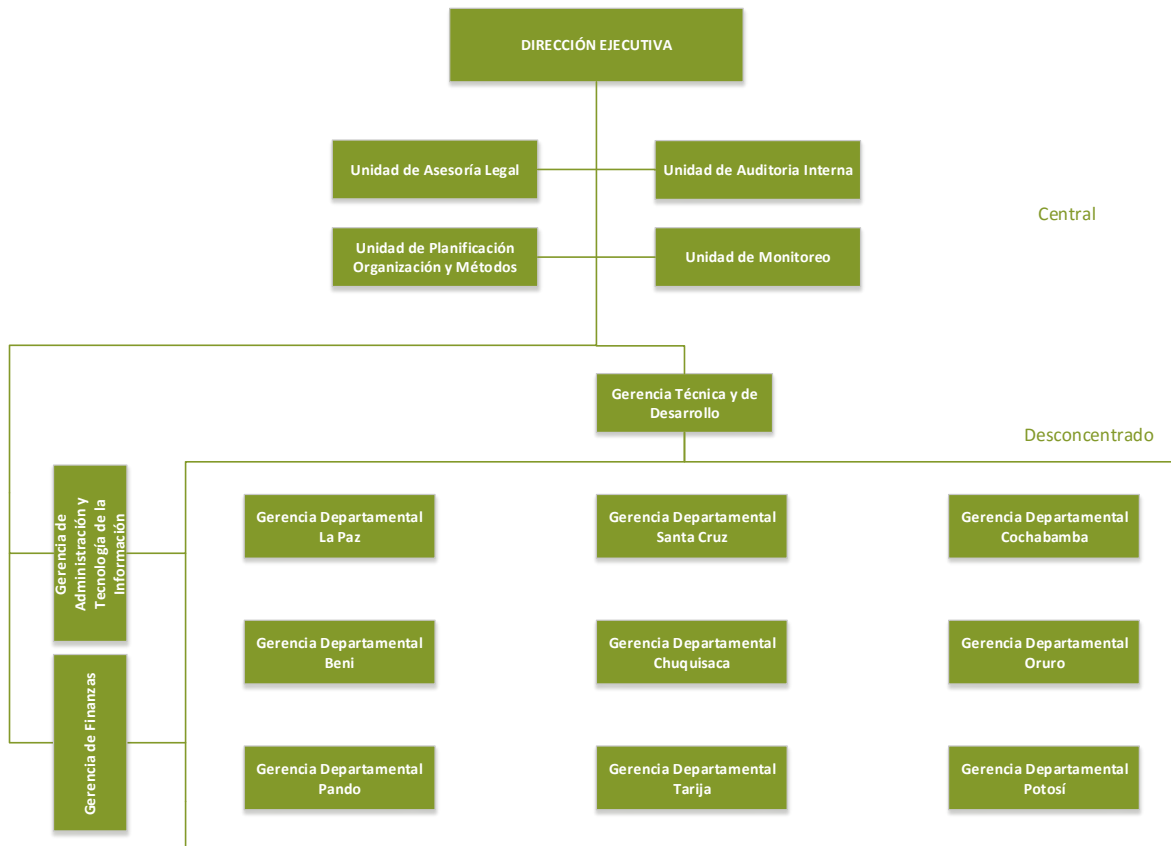 DIRECCIÓN EJECUTIVA
Unidad de Asesoría Legal
Unidad de Auditoria Interna
Central
Unidad de Planificación
Organización y Métodos
Unidad de Monitoreo
Gerencia Técnica y de
Desarrollo
Desconcentrado
Gerencia de
Administración y
Tecnología de la
Información
Gerencia Departamental
La Paz
Gerencia Departamental
Santa Cruz
Gerencia Departamental
Cochabamba
Gerencia Departamental
Beni
Gerencia Departamental
Chuquisaca
Gerencia Departamental
Oruro
Gerencia de Finanzas
Gerencia Departamental
Pando
Gerencia Departamental
Tarija
Gerencia Departamental
Potosí